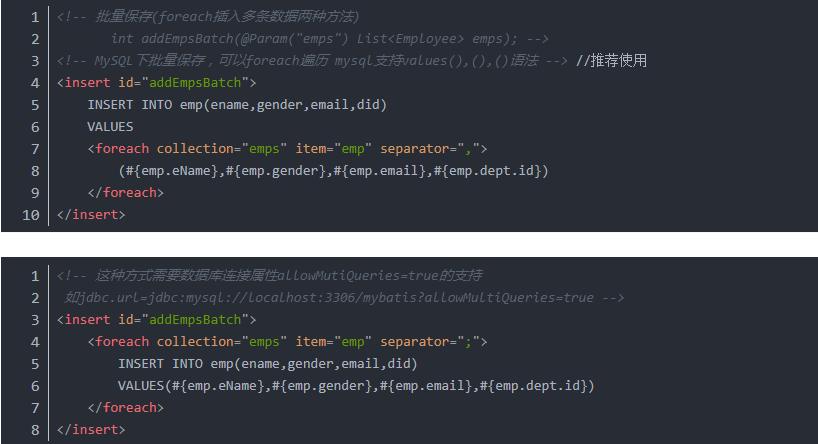 1 <!-- 批量保存(foreach插入多条数据两种方法)
2 int addEmpsBatch(@Param("emps") List<Employee> emps); -->
3 <!-- MySQL下批量保存，可以foreach遍历 mysql支持values(),(),()语法 --> //推荐使用
4 <insert id="addEmpsBatch">
5 INSERT INTO emp(ename,gender,email,did)
6 VALUES
7 <foreach collection="emps" item="emp" separator=",">
8 (#{emp.eName},#{emp.gender},#{emp.email},#{emp.dept.id})
9 </foreach>
10 </insert>
1 <!-- 这种方式需要数据库连接属性allowMutiQueries=true的支持
2 如jdbc.url=jdbc:mysql://localhost:3306/mybatis?allowMultiQueries=true -->
3 <insert id="addEmpsBatch">
4 <foreach collection="emps" item="emp" separator=";">
5 INSERT INTO emp(ename,gender,email,did)
6 VALUES(#{emp.eName},#{emp.gender},#{emp.email},#{emp.dept.id})
7 </foreach>
8 </insert>